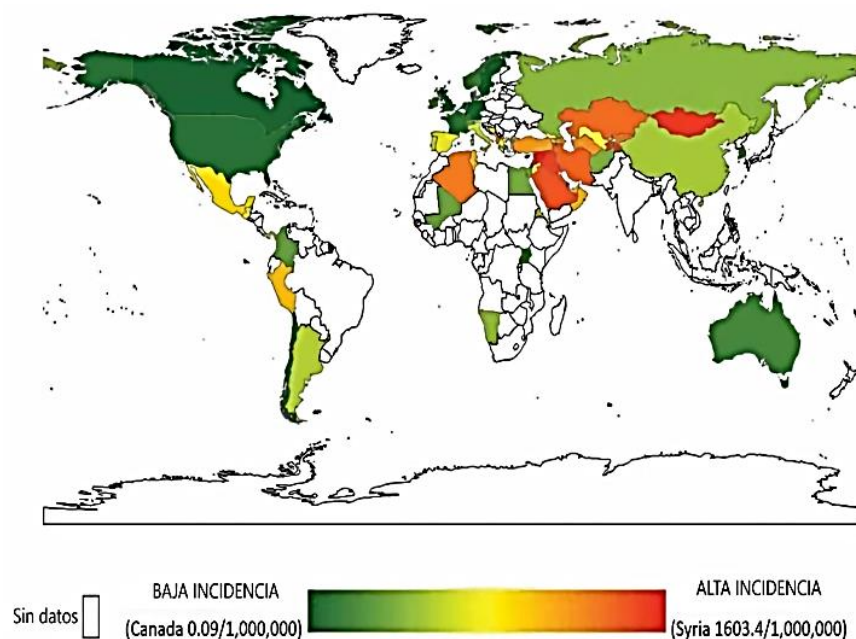 Sin datos
BAJA INCIDENCIA
(Canada 0.09/1,000,000)
ALTA INCIDENCIA
(Syria 1603.4/1,000,000)